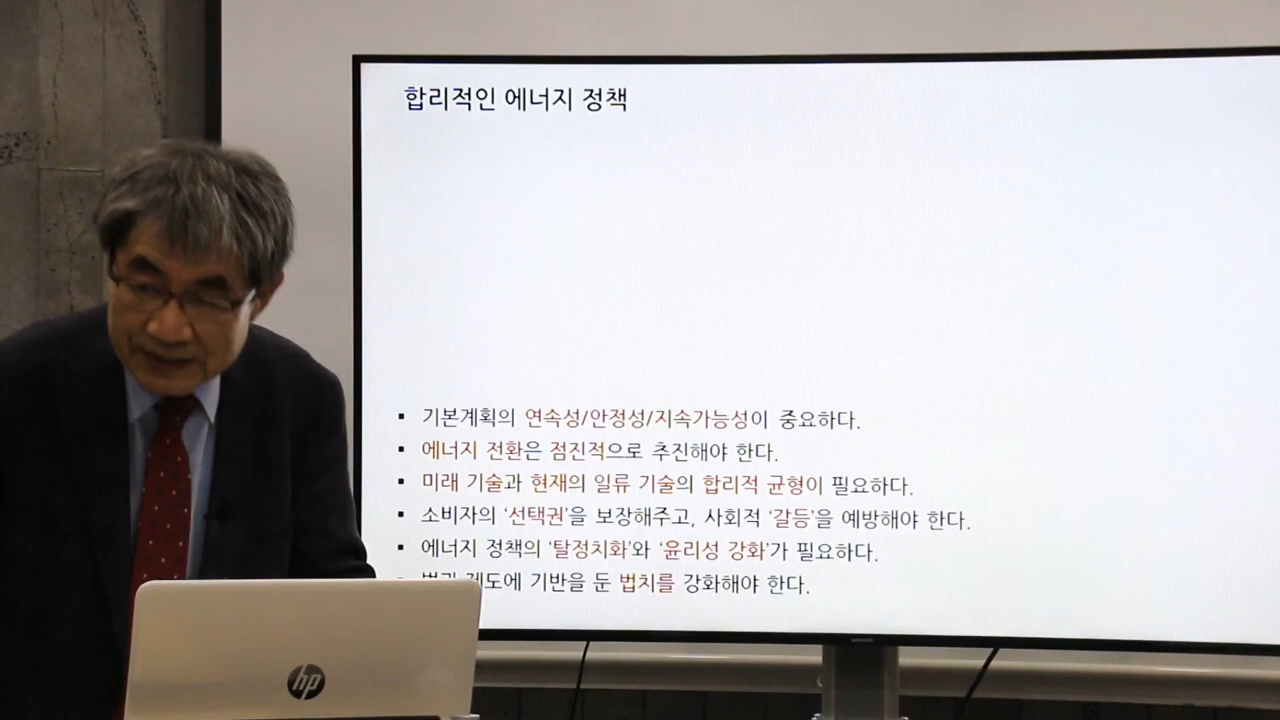 합리적인 에너지 정책
▪ 기본계획의 연속성/안정성/지속가능성이 중요하다.
▪ 에너지 전환은 점진적으로 추진해야 한다.
▪ 미래 기술과 현재의 일류 기술의 합리적 균형이 필요하다.
▪ 소비자의 ‘선택권’을 보장해주고, 사회적 ‘갈등’을 예방해야 한다.
▪ 에너지 정책의 ‘탈정치화’와 ‘윤리성 강화’가 필요하다.
제도에 기반을 둔 법치를 강화해야 한다.
hp